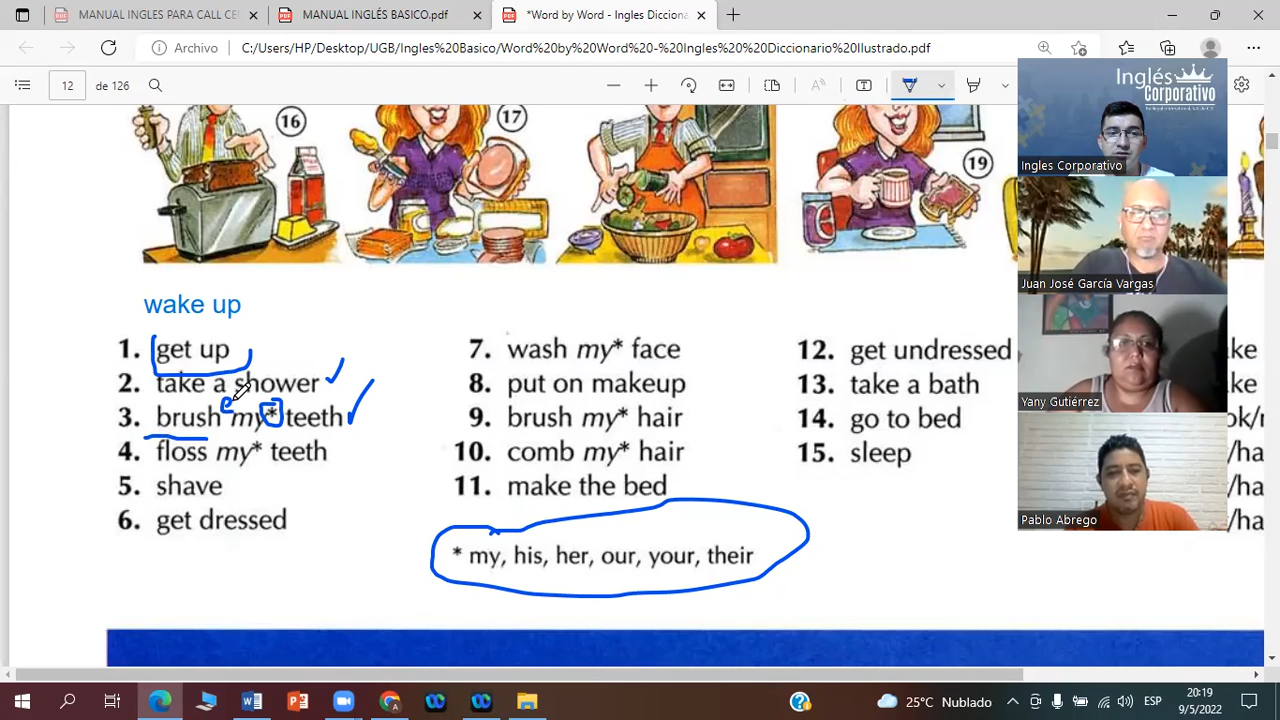 MANUAL INGLES PARA CALL CE
MANUAL INGLÉS BASICO.pdf
*Word by Word - Ingles Dicciona
Archivo
C:/Users/HP/Desktop/UGB/Ingles%20Basico/Word%20by%20Word%20-%20Ingles%20%20Diccionario%20Ilustrado.pdf
12 de 126
Inglés
Corporativo
Ingles Corporativo
Juan José García Vargas
Yany Gutiérrez
Pablo Abrego
16
17
19
wake up
1. get up
2. take a shower
3. brush my* teeth
4. floss my* teeth
5. shave
6. get dressed
7. wash my* face
8. put on makeup
9. brush my* hair
10. comb my* hair
11. make the bed
12. get undressed
13. take a bath
14. go to bed
15. sleep
* my, his, her, our, your, their
25°C Nublado
ESP
20:19
9/5/2022